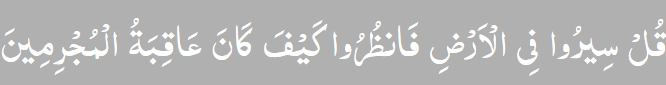 قُلْ سِيرُوا فِي الْاَرْضِ فَانظُرُوا كَيْفَ كَانَ عَاقِبَةُ الْمُجْرِمِينَ